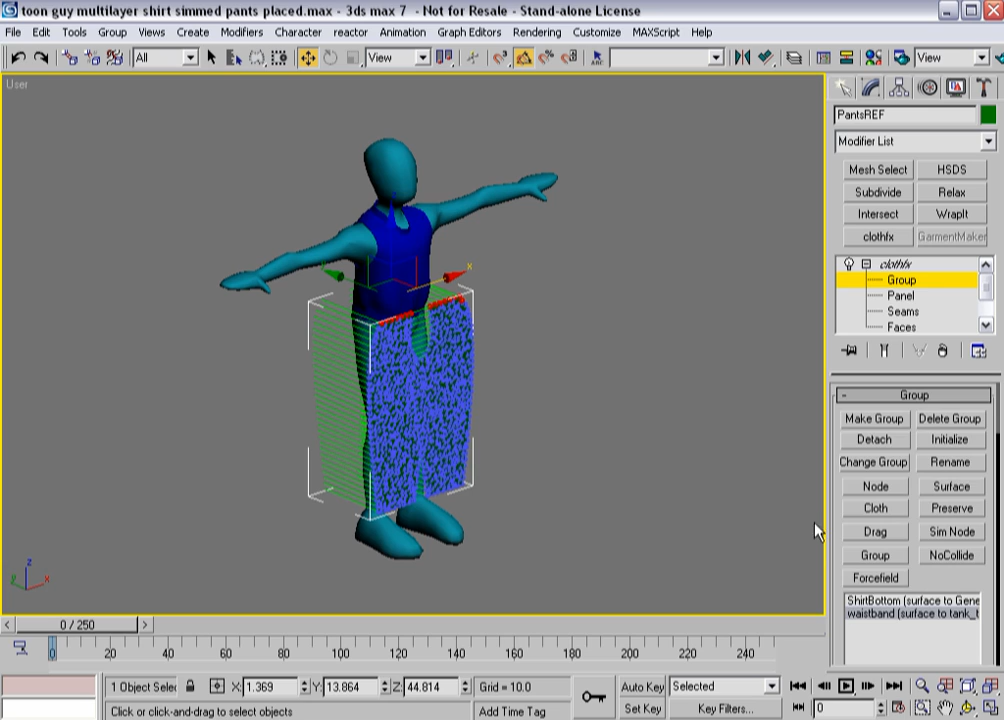 toon guy multilayer shirt simmed pants placed.max - 3ds max 7 - Not for Resale - Stand-alone License
File Edit Tools Group Views Create Modifiers Character reactor Animation Graph Editors Rendering Customize MAXScript Help
All View View
User
PantsREF
Modifier List
Mesh Select HSDS
Subdivide Relax
Intersect WrapIt
clothfx GarmentMaker
clothfx
Group
Panel
Seams
Faces
- Group
Make Group Delete Group
Detach Initialize
Change Group Rename
Node Surface
Cloth Preserve
Drag Sim Node
Group NoCollide
Forcefield
ShirtBottom (surface to Gene
waistband (surface to tank_t
x
z
x
y
< 0 / 250 >
0 20 40 60 80 100 120 140 160 180 200 220 240
1 Object Selec X: 1.369 Y: 13.864 Z: 44.814 Grid = 10.0 Auto Key Selected
Click or click-and-drag to select objects Add Time Tag Set Key Key Filters... 0